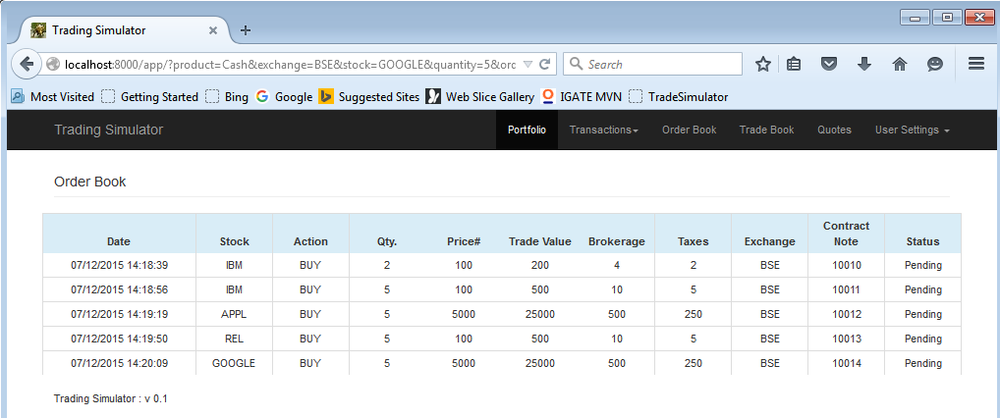 Trading Simulator
localhost:8000/app/?product=Cash&exchange=BSE&stock=GOOGLE&quantity=5&orc
Search
Most Visited Getting Started Bing Google Suggested Sites Web Slice Gallery IGATE MVN TradeSimulator
Trading Simulator Portfolio Transactions Order Book Trade Book Quotes User Settings
Order Book
Date Stock Action Qty. Price# Trade Value Brokerage Taxes Exchange Contract Note Status
07/12/2015 14:18:39 IBM BUY 2 100 200 4 2 BSE 10010 Pending
07/12/2015 14:18:56 IBM BUY 5 100 500 10 5 BSE 10011 Pending
07/12/2015 14:19:19 APPL BUY 5 5000 25000 500 250 BSE 10012 Pending
07/12/2015 14:19:50 REL BUY 5 100 500 10 5 BSE 10013 Pending
07/12/2015 14:20:09 GOOGLE BUY 5 5000 25000 500 250 BSE 10014 Pending
Trading Simulator : v 0.1